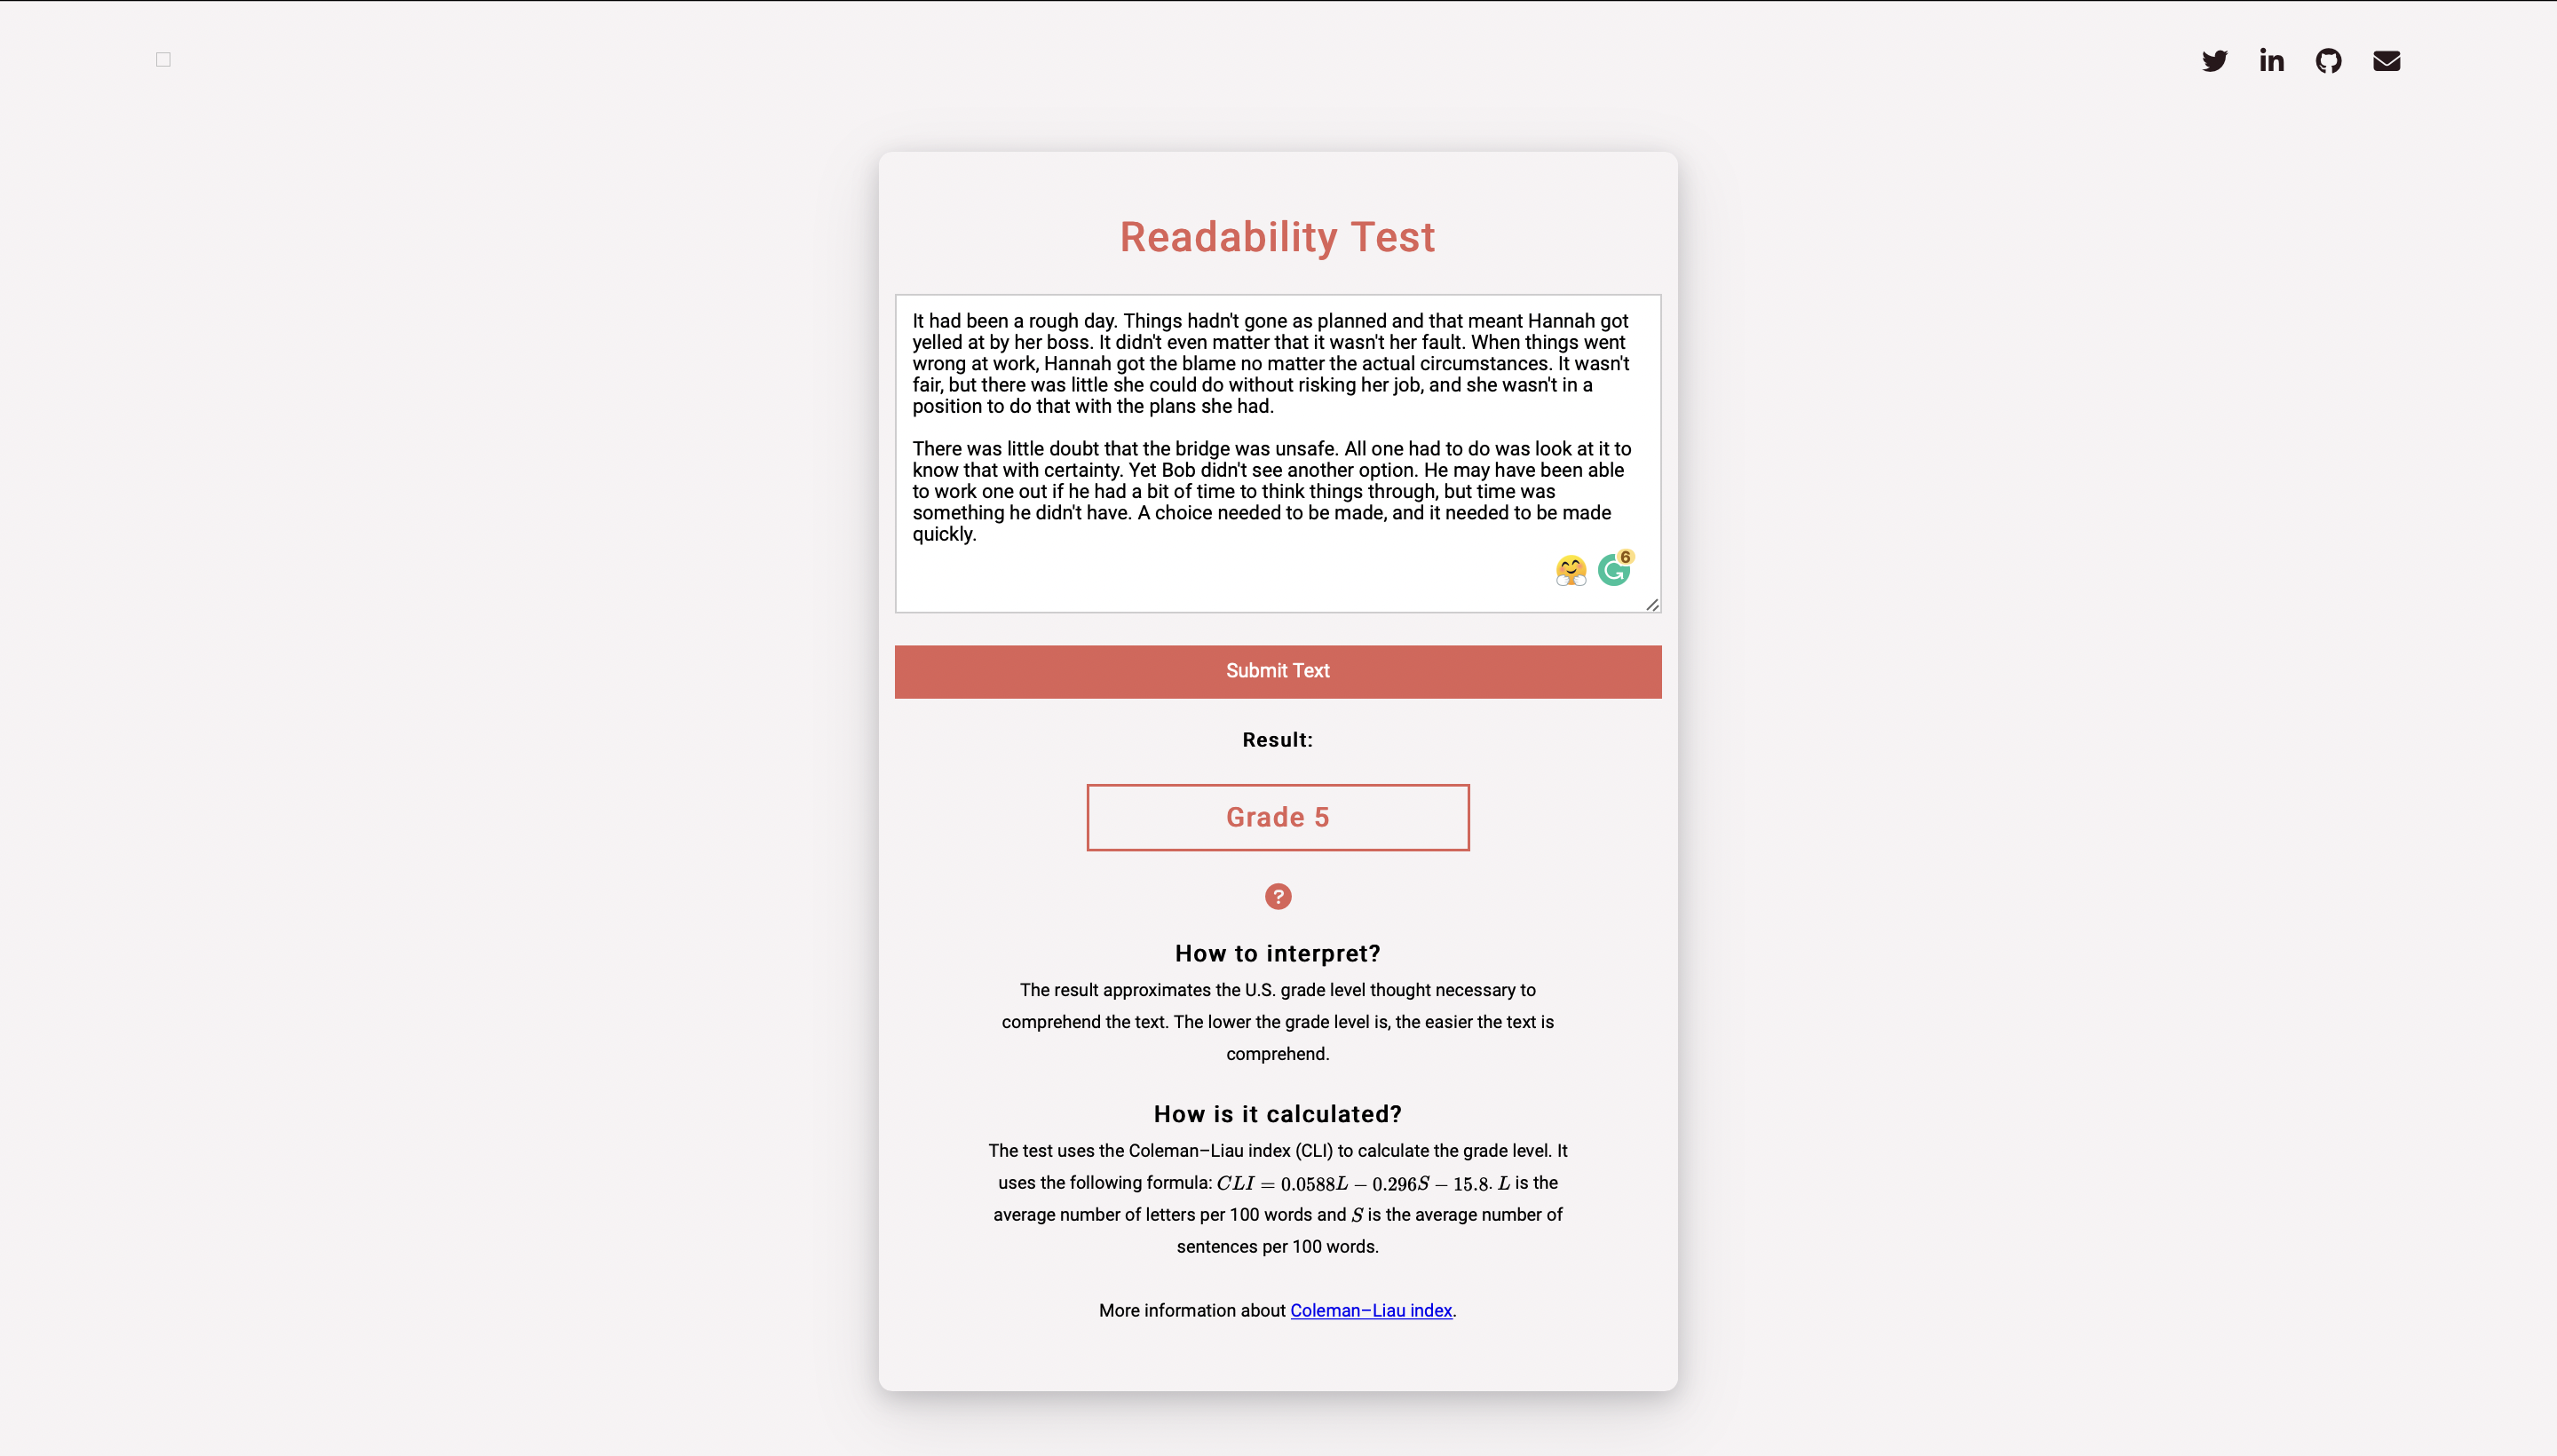 Readability Test
It had been a rough day. Things hadn't gone as planned and that meant Hannah got
yelled at by her boss. It didn't even matter that it wasn't her fault. When things went
wrong at work, Hannah got the blame no matter the actual circumstances. It wasn't
fair, but there was little she could do without risking her job, and she wasn't in a
position to do that with the plans she had.
There was little doubt that the bridge was unsafe. All one had to do was look at it to
know that with certainty. Yet Bob didn't see another option. He may have been able
to work one out if he had a bit of time to think things through, but time was
something he didn't have. A choice needed to be made, and it needed to be made
quickly.
6
Submit Text
Result:
Grade 5
?
How to interpret?
The result approximates the U.S. grade level thought necessary to
comprehend the text. The lower the grade level is, the easier the text is
comprehend.
How is it calculated?
The test uses the Coleman–Liau index (CLI) to calculate the grade level. It
uses the following formula: CLI = 0.0588L − 0.296S − 15.8. L is the
average number of letters per 100 words and S is the average number of
sentences per 100 words.
More information about Coleman–Liau index.